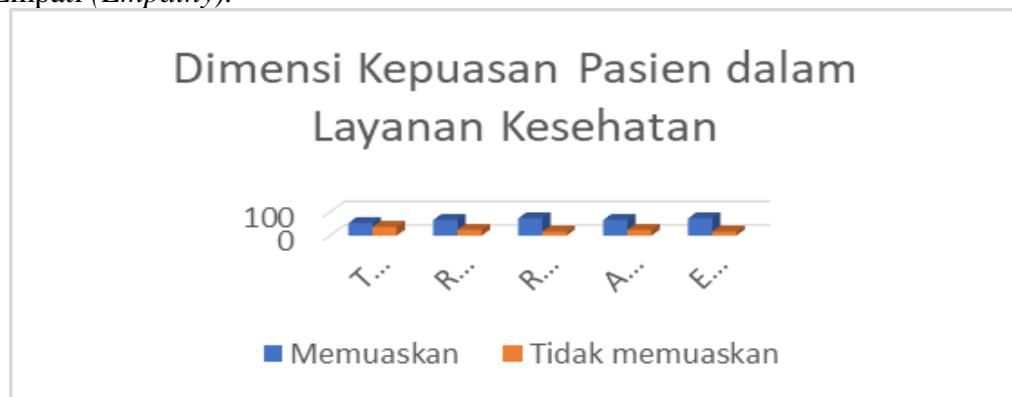 Empati (Empathy).
Dimensi Kepuasan Pasien dalam
Layanan Kesehatan
100
0
T...
R...
R...
A...
E...
Memuaskan
Tidak memuaskan